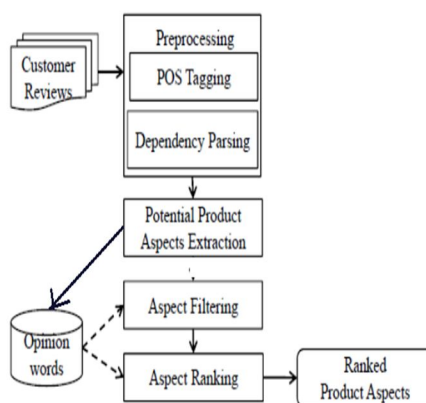 Customer
Reviews
Preprocessing
POS Tagging
Dependency Parsing
Potential Product
Aspects Extraction
Opinion
words
Aspect Filtering
Aspect Ranking
Ranked
Product Aspects